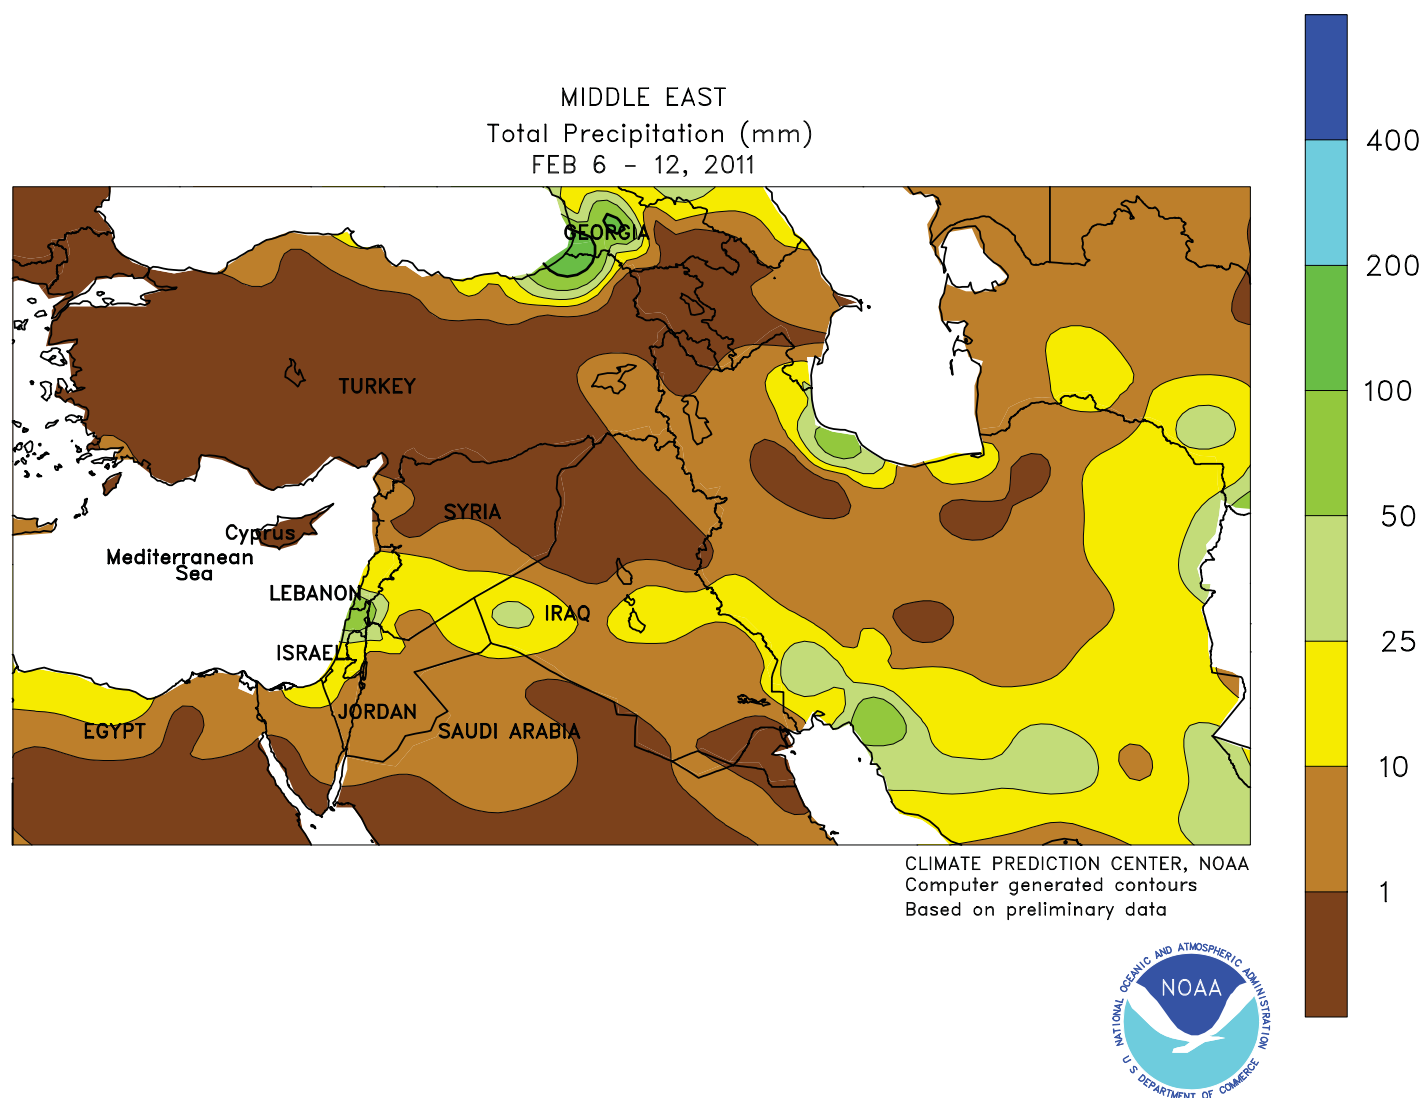 MIDDLE EAST
Total Precipitation (mm)
FEB 6 - 12, 2011
400
200
100
50
25
10
1
GEORGIA
TURKEY
SYRIA
Cyprus
Mediterranean
Sea
LEBANON
IRAQ
ISRAEL
JORDAN
EGYPT
SAUDI ARABIA
CLIMATE PREDICTION CENTER, NOAA
Computer generated contours
Based on preliminary data
NATIONAL OCEANIC AND ATMOSPHERIC ADMINISTRATION
NOAA
U S DEPARTMENT OF COMMERCE